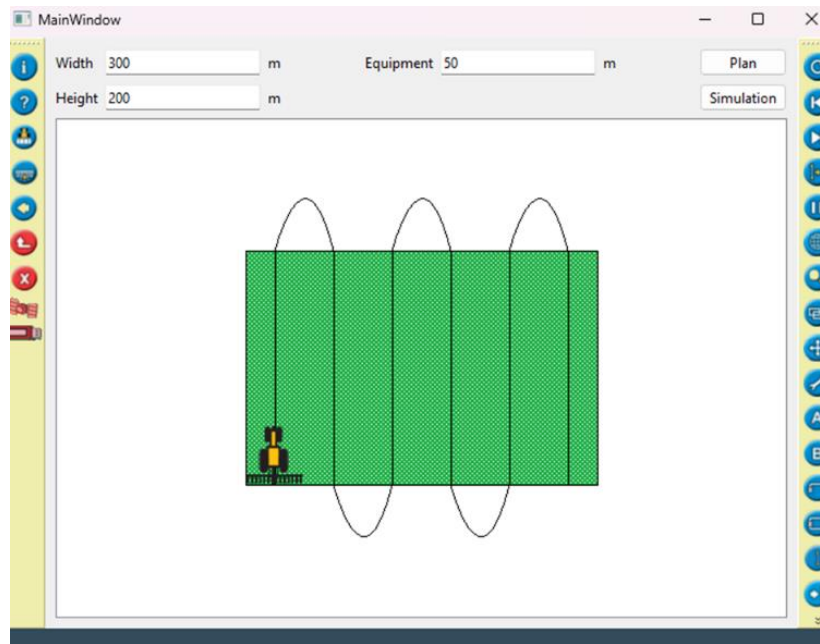 MainWindow
Width 300 m Equipment 50 m Plan
Height 200 m Simulation
A
B